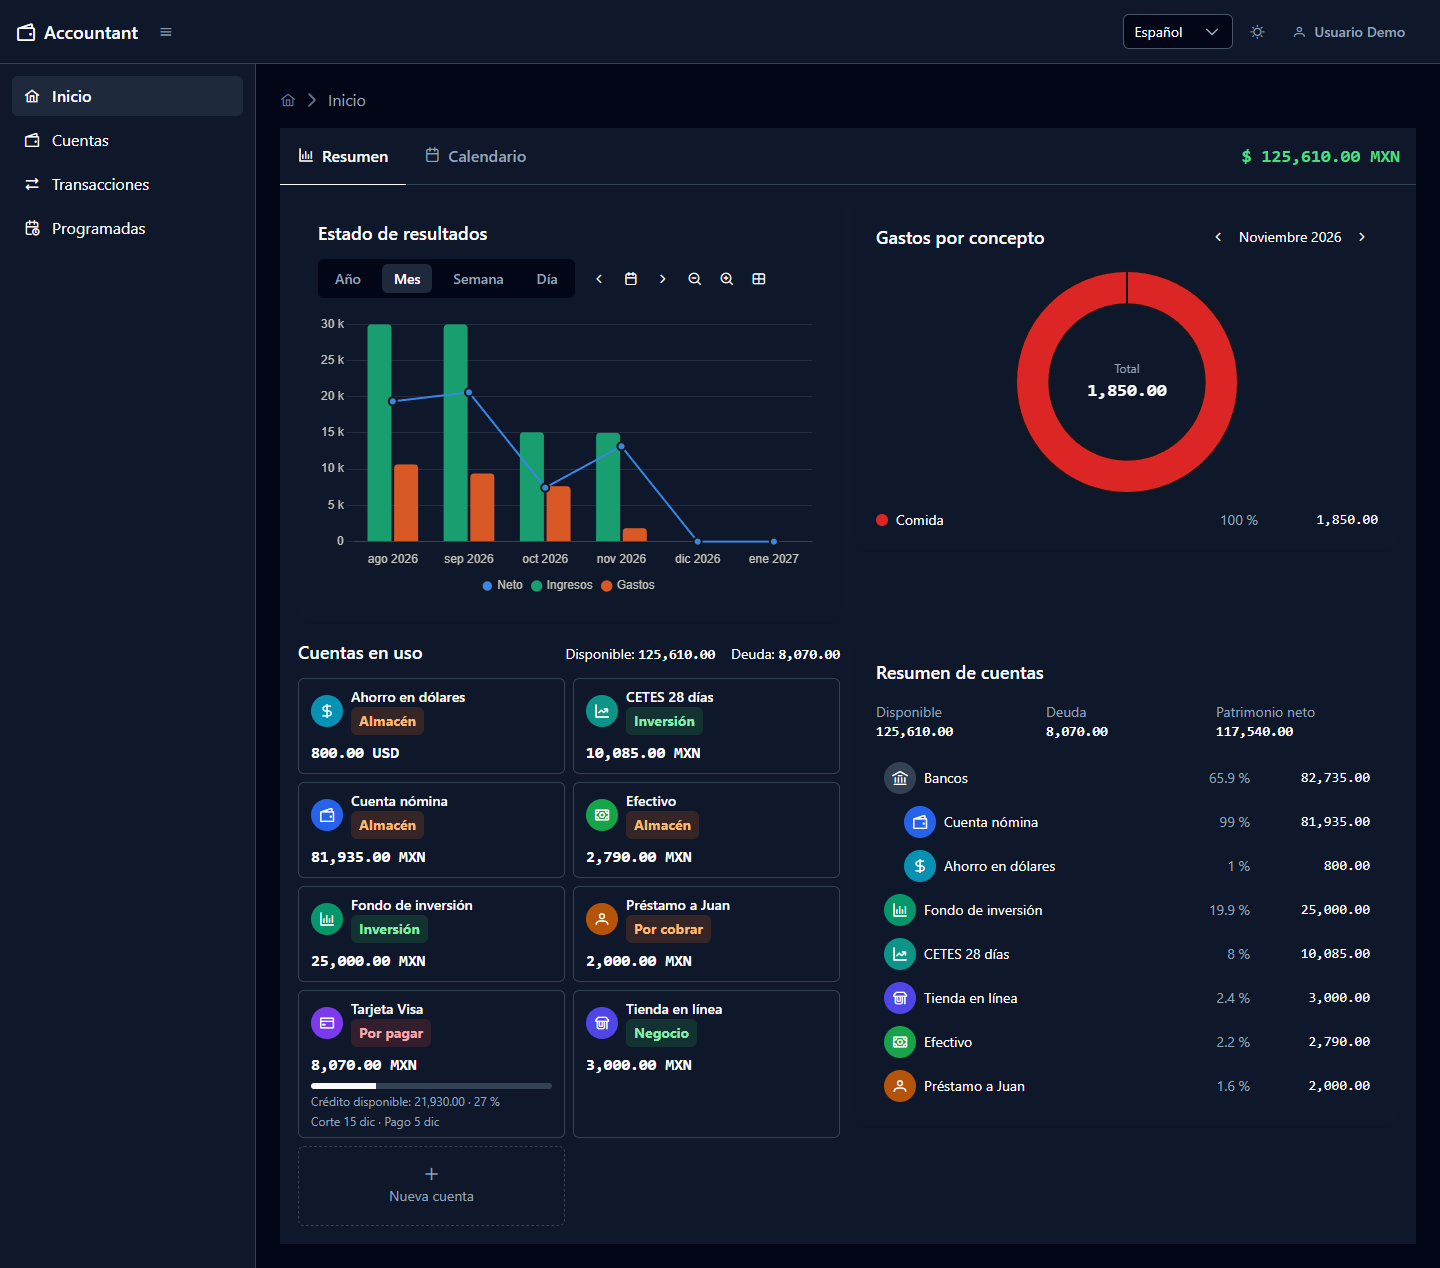 Accountant
Español
Usuario Demo
Inicio
Cuentas
Transacciones
Programadas
Inicio
Resumen
Calendario
$ 125,610.00 MXN
Estado de resultados
Año Mes Semana Día
30 k
25 k
20 k
15 k
10 k
5 k
0
ago 2026 sep 2026 oct 2026 nov 2026 dic 2026 ene 2027
Neto Ingresos Gastos
Gastos por concepto
Noviembre 2026
Total
1,850.00
Comida 100 % 1,850.00
Cuentas en uso
Disponible: 125,610.00 Deuda: 8,070.00
Ahorro en dólares
Almacén
800.00 USD
CETES 28 días
Inversión
10,085.00 MXN
Cuenta nómina
Almacén
81,935.00 MXN
Efectivo
Almacén
2,790.00 MXN
Fondo de inversión
Inversión
25,000.00 MXN
Préstamo a Juan
Por cobrar
2,000.00 MXN
Tarjeta Visa
Por pagar
8,070.00 MXN
Crédito disponible: 21,930.00 · 27 %
Corte 15 dic · Pago 5 dic
Tienda en línea
Negocio
3,000.00 MXN
Nueva cuenta
Resumen de cuentas
Disponible Deuda Patrimonio neto
125,610.00 8,070.00 117,540.00
Bancos 65.9 % 82,735.00
Cuenta nómina 99 % 81,935.00
Ahorro en dólares 1 % 800.00
Fondo de inversión 19.9 % 25,000.00
CETES 28 días 8 % 10,085.00
Tienda en línea 2.4 % 3,000.00
Efectivo 2.2 % 2,790.00
Préstamo a Juan 1.6 % 2,000.00